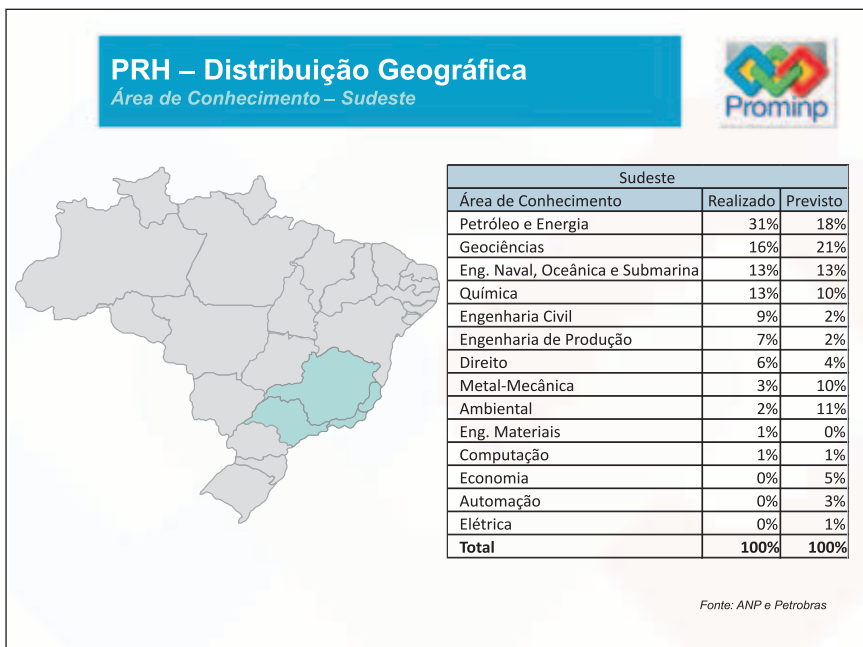 PRH – Distribuição Geográfica
Área de Conhecimento – Sudeste
Prominp
Sudeste
Área de Conhecimento Realizado Previsto
Petróleo e Energia 31% 18%
Geociências 16% 21%
Eng. Naval, Oceânica e Submarina 13% 13%
Química 13% 10%
Engenharia Civil 9% 2%
Engenharia de Produção 7% 2%
Direito 6% 4%
Metal-Mecânica 3% 10%
Ambiental 2% 11%
Eng. Materiais 1% 0%
Computação 1% 1%
Economia 0% 5%
Automação 0% 3%
Elétrica 0% 1%
Total 100% 100%
Fonte: ANP e Petrobras